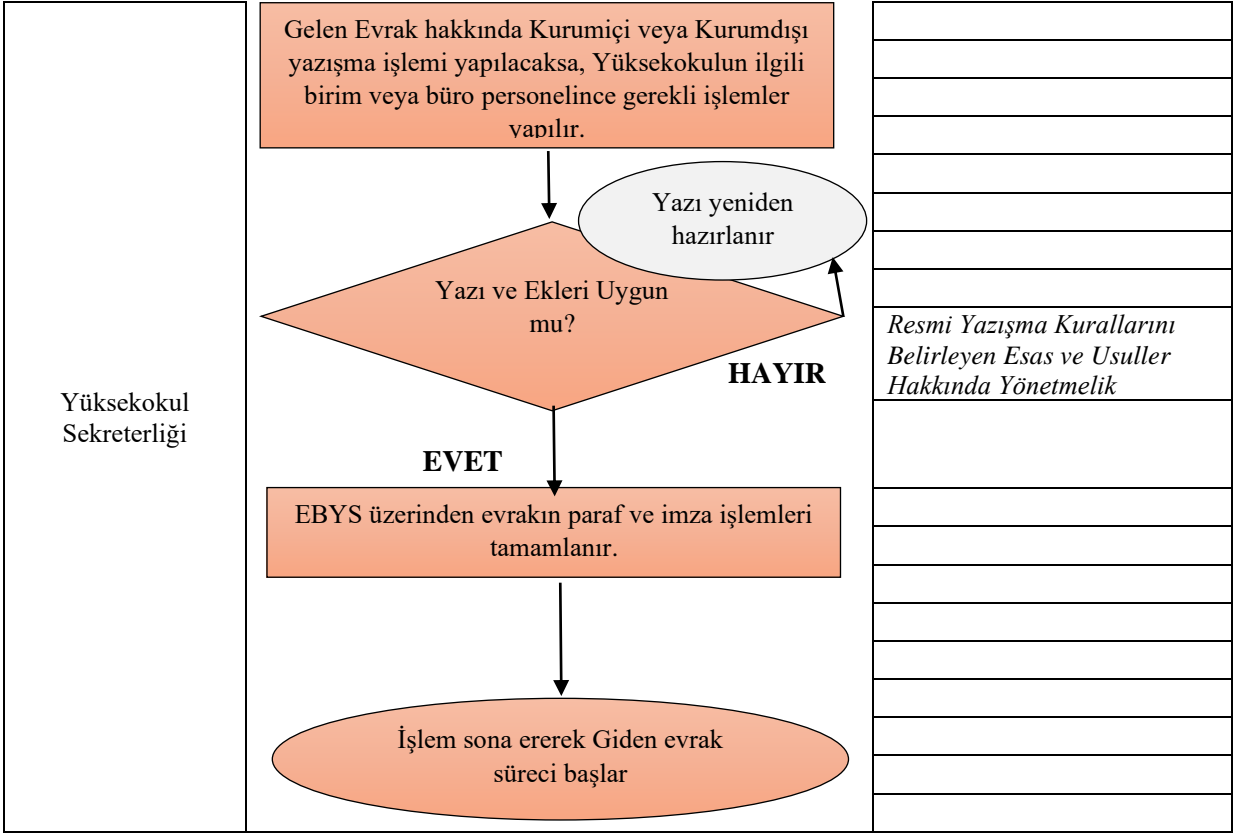 Gelen Evrak hakkında Kurumiçi veya Kurumdışı
yazışma işlemi yapılacaksa, Yüksekokulun ilgili
birim veya büro personelince gerekli işlemler
yapılır.
Yazı yeniden
hazırlanır
Yazı ve Ekleri Uygun
mu?
HAYIR
Resmi Yazışma Kurallarını
Belirleyen Esas ve Usuller
Hakkında Yönetmelik
Yüksekokul
Sekreterliği
EVET
EBYS üzerinden evrakın paraf ve imza işlemleri
tamamlanır.
İşlem sona ererek Giden evrak
süreci başlar